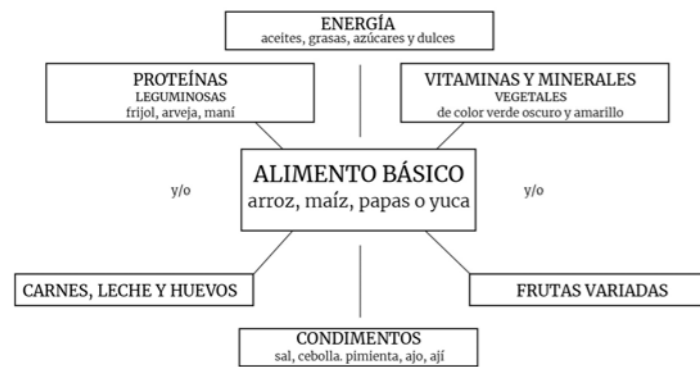 ENERGÍA
aceites, grasas, azúcares y dulces
PROTEÍNAS
LEGUMINOSAS
frijol, arveja, maní
VITAMINAS Y MINERALES
VEGETALES
de color verde oscuro y amarillo
ALIMENTO BÁSICO
arroz, maíz, papas o yuca
y/o
y/o
CARNES, LECHE Y HUEVOS
FRUTAS VARIADAS
CONDIMENTOS
sal, cebolla. pimienta, ajo, ají